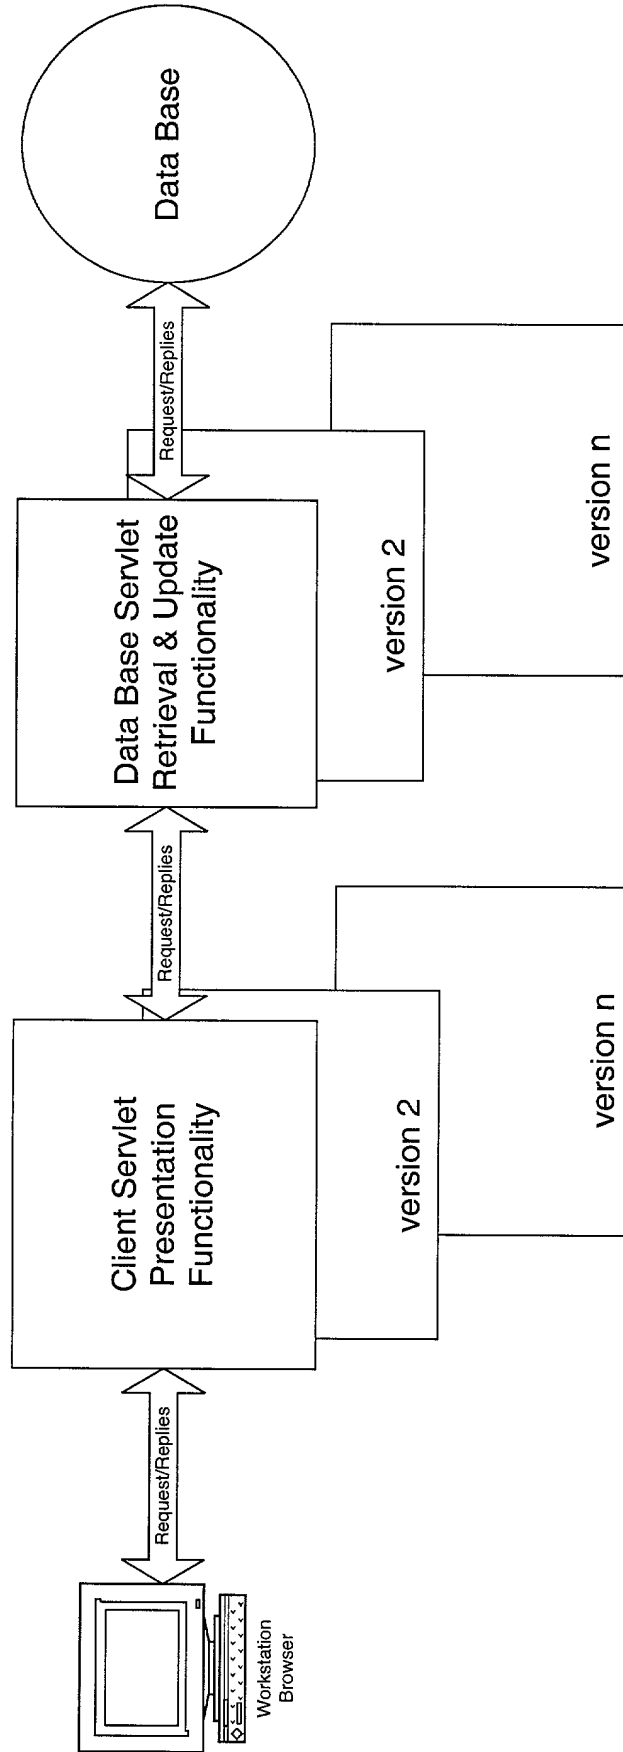 Workstation
Browser
Request/Replies
Client Servlet
Presentation
Functionality
version 2
version n
Request/Replies
Data Base Servlet
Retrieval & Update
Functionality
version 2
version n
Request/Replies
Data Base